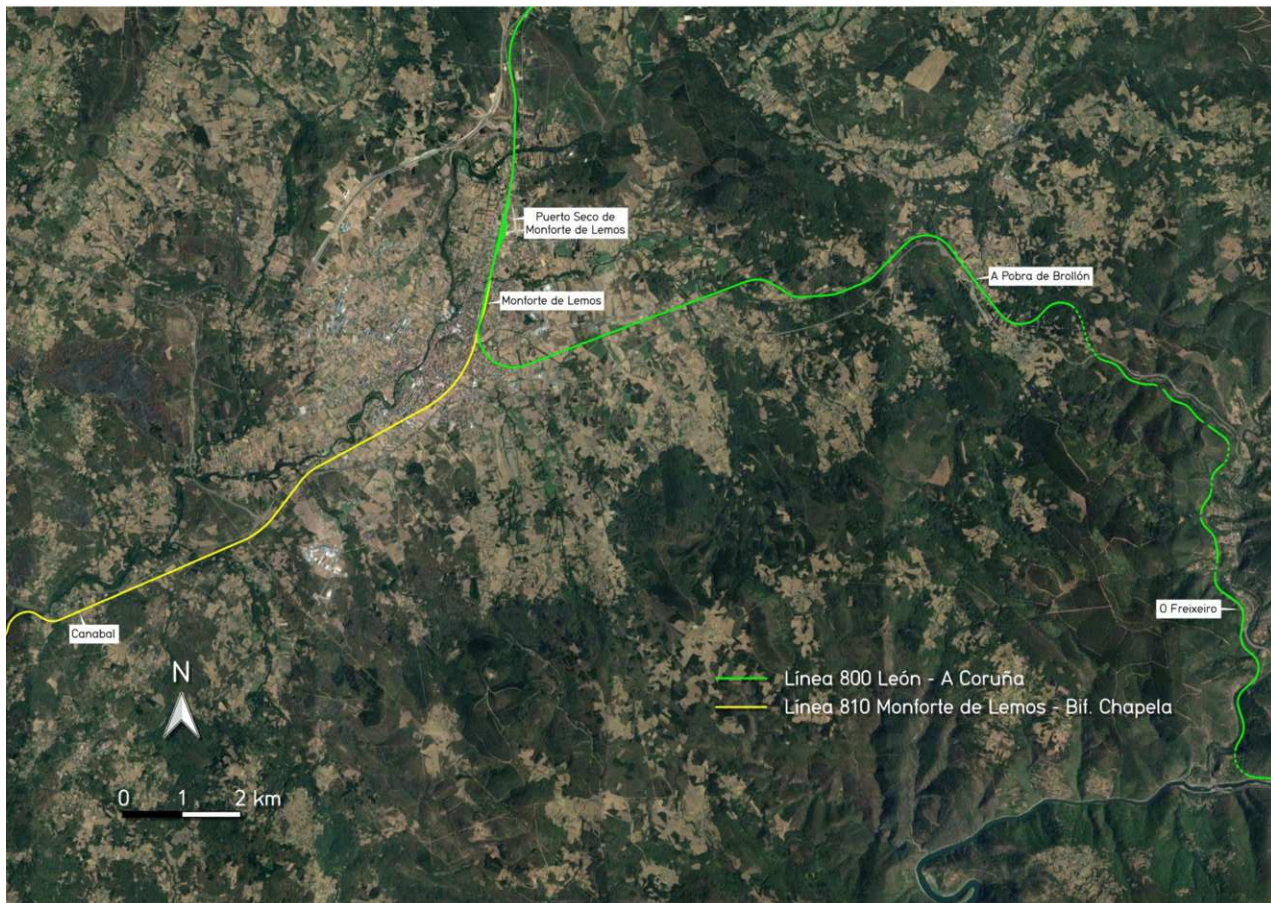 Puerto Seco de
Monforte de Lemos
Monforte de Lemos
A Pobra de Brollón
O Freixeiro
Canabal
N
Línea 800 León - A Coruña
Línea 810 Monforte de Lemos - Bif. Chapela
0 1 2 km